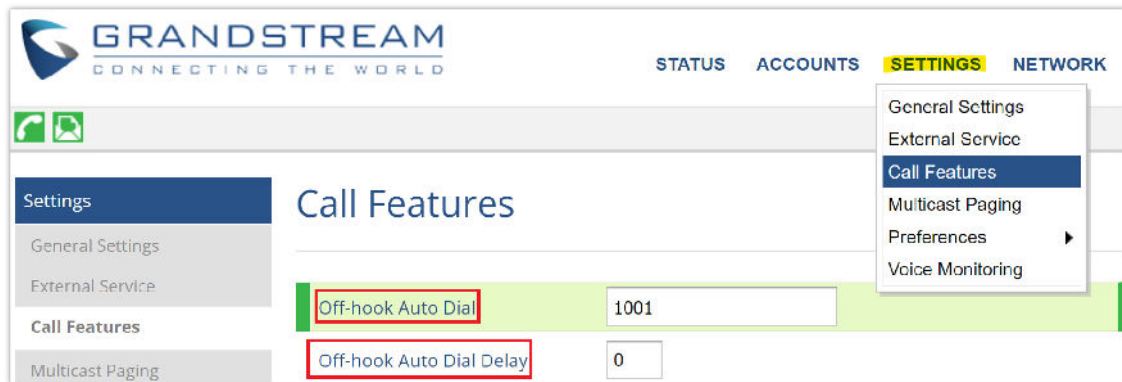 GRANDSTREAM
CONNECTING THE WORLD
STATUS ACCOUNTS SETTINGS NETWORK
General Settings
External Service
Call Features
Multicast Paging
Preferences
Voice Monitoring
Settings
General Settings
External Service
Call Features
Multicast Paging
Call Features
Off-hook Auto Dial 1001
Off-hook Auto Dial Delay 0